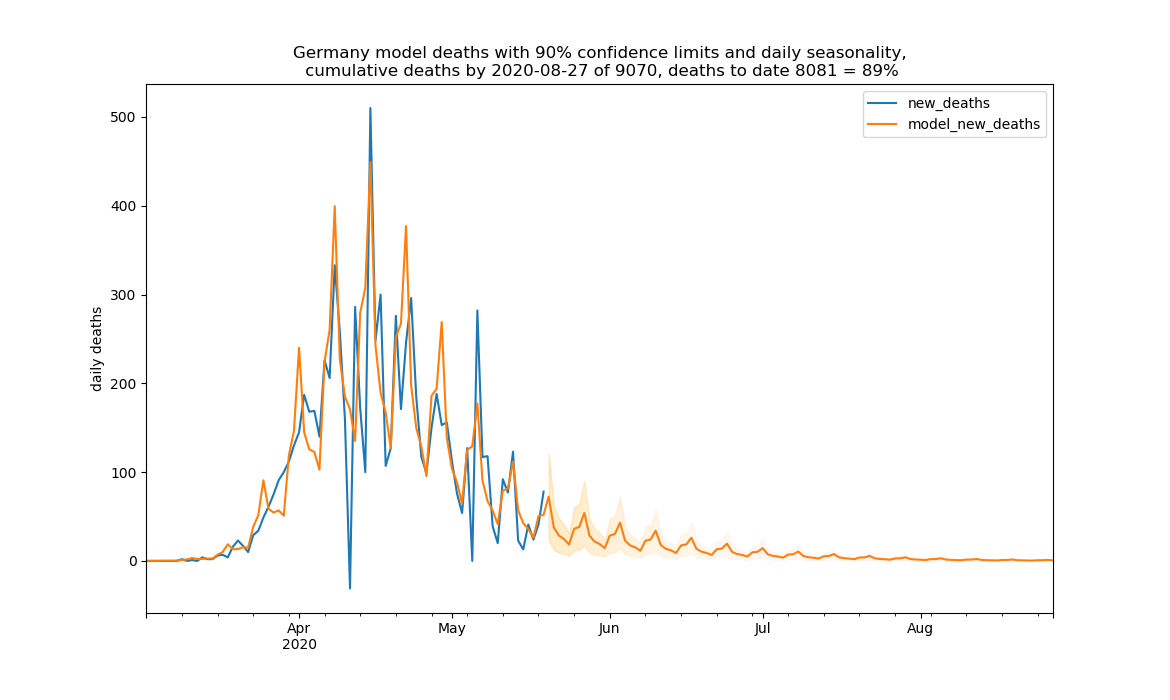 Germany model deaths with 90% confidence limits and daily seasonality,
cumulative deaths by 2020-08-27 of 9070, deaths to date 8081 = 89%
new_deaths
model_new_deaths
daily deaths
500
400
300
200
100
0
Apr
2020
May
Jun
Jul
Aug